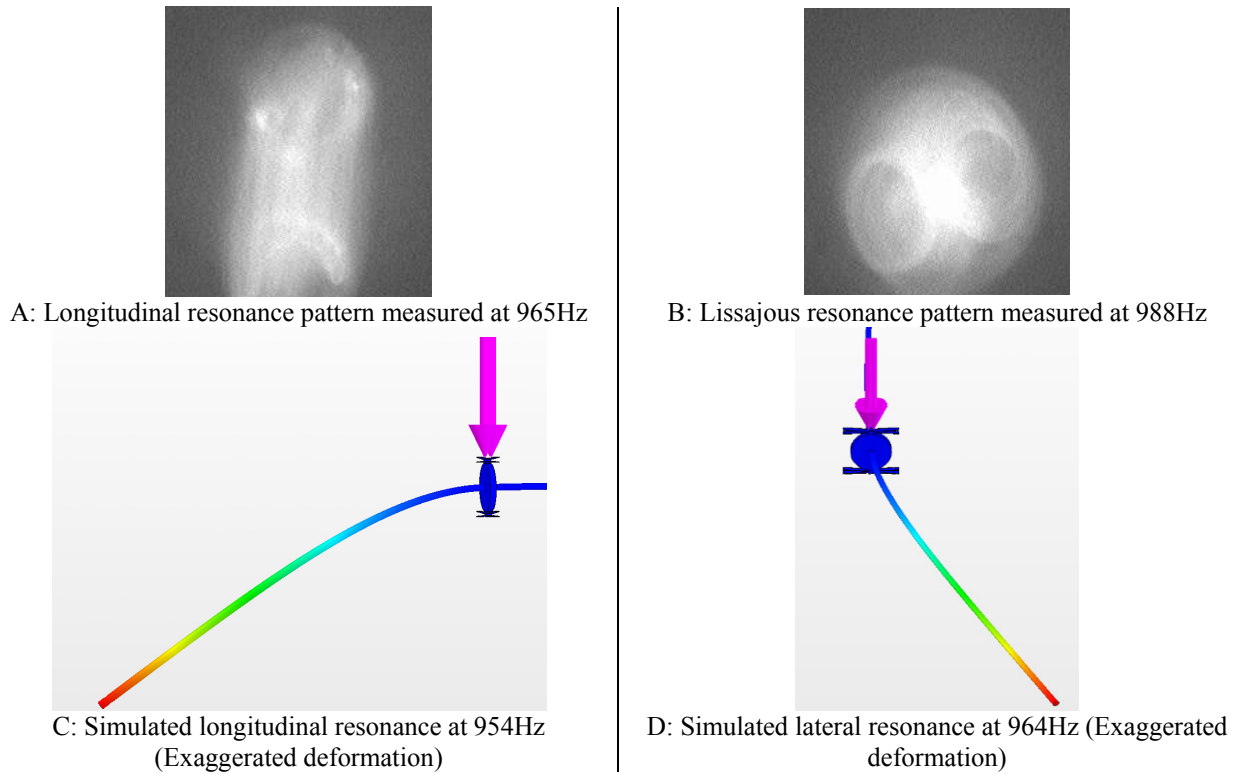 A: Longitudinal resonance pattern measured at 965Hz
B: Lissajous resonance pattern measured at 988Hz
C: Simulated longitudinal resonance at 954Hz
(Exaggerated deformation)
D: Simulated lateral resonance at 964Hz (Exaggerated
deformation)